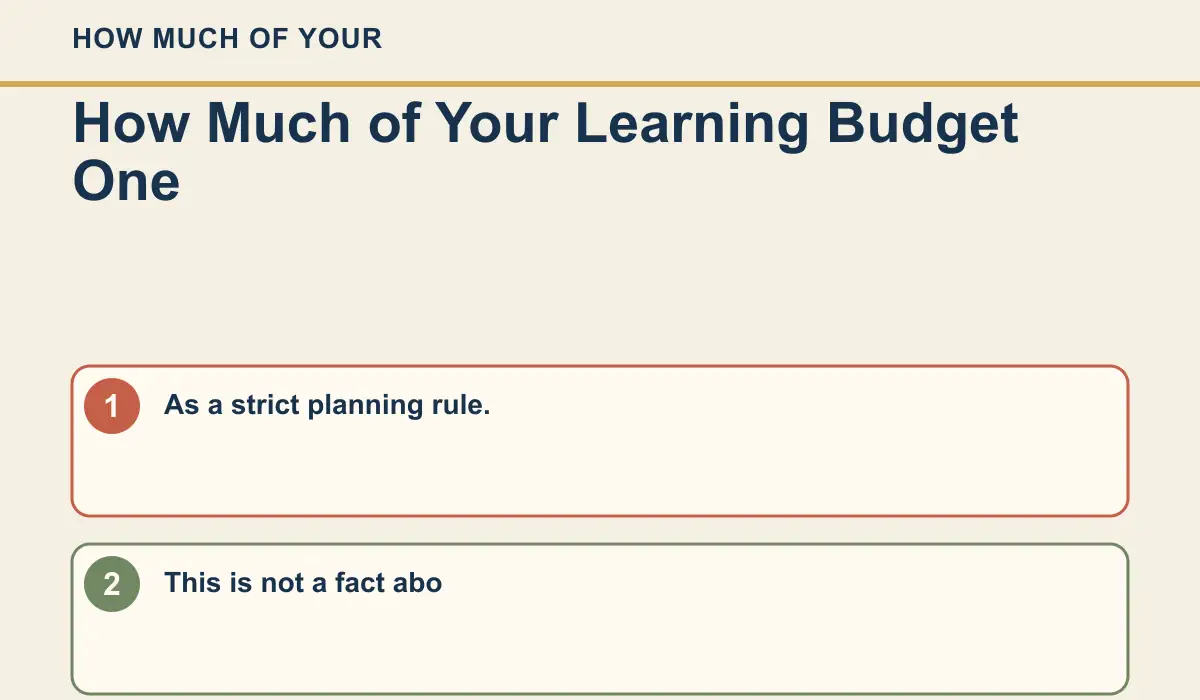 HOW MUCH OF YOUR
How Much of Your Learning Budget
One
1
As a strict planning rule.
2
This is not a fact abo